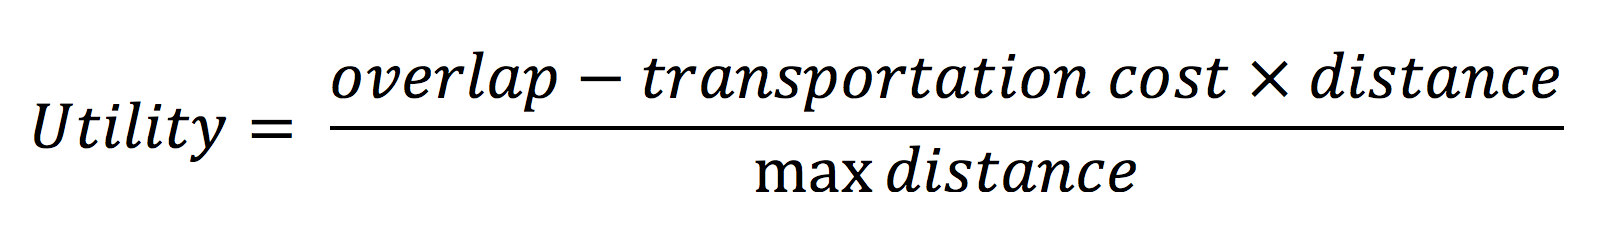 overlap − transportation cost × distance
Utility =
max distance